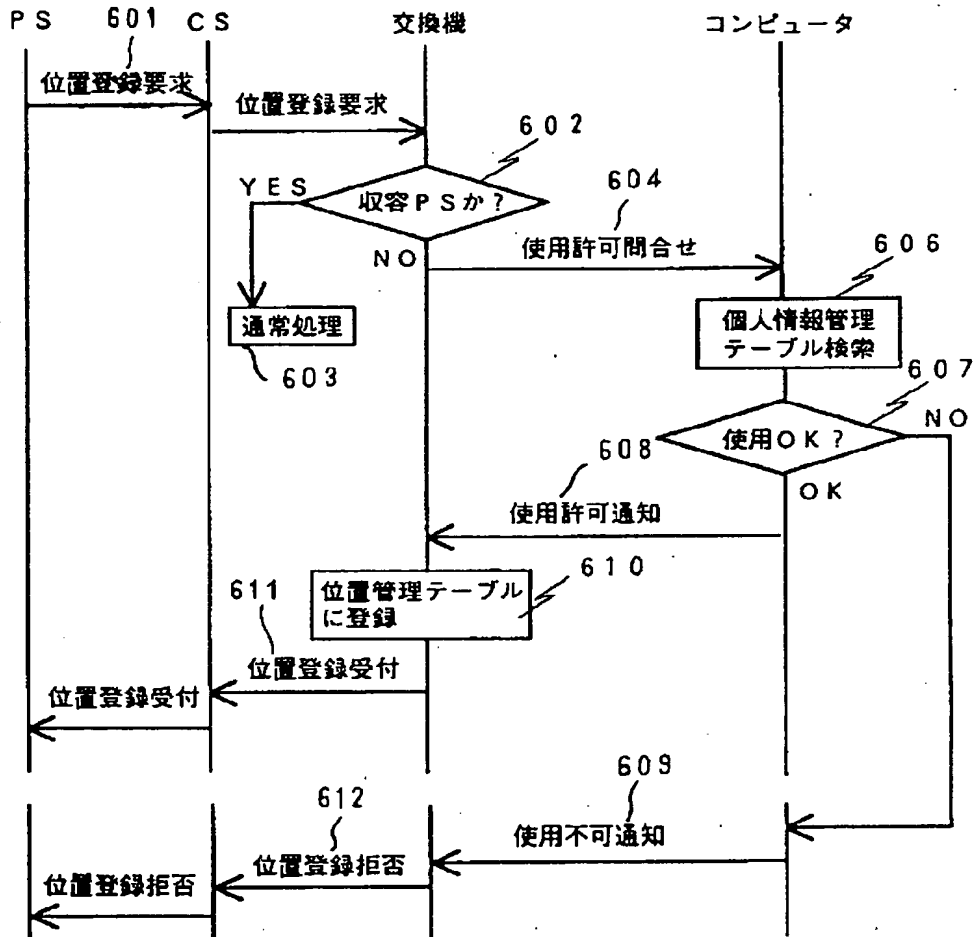 PS
601
CS
交換機
コンピュータ
位置登録要求
位置登録要求
602
YES
収容PSか?
604
NO
使用許可問合せ
606
通常処理
603
個人情報管理
テーブル検索
607
使用OK?
NO
608
OK
使用許可通知
610
位置管理テーブル
に登録
611
位置登録受付
位置登録受付
609
612
使用不可通知
位置登録拒否
位置登録拒否